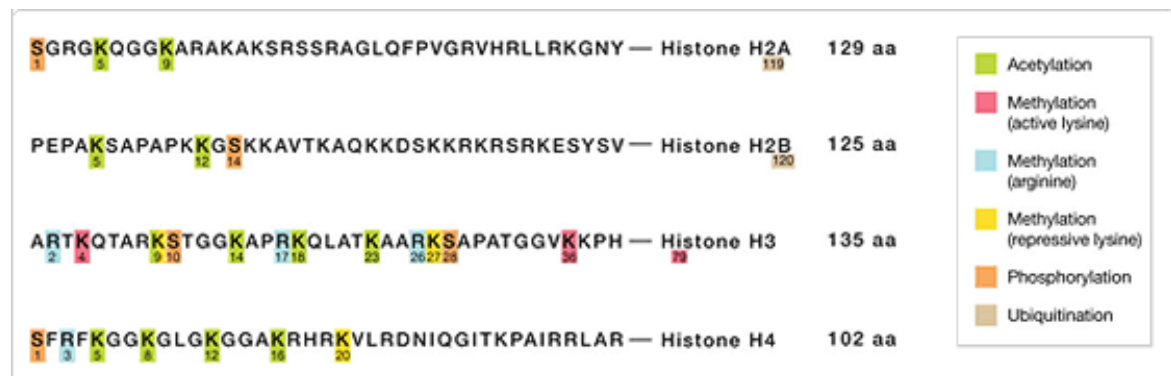 SGRGKQGGKARAKAKSRSSRAGLQFPVGRVHRLLRKGNY — Histone H2A 129 aa
1 5 9 119
PEPAKSAPAPKKGSKKAVTKAQKKDSKKRKRSRKESYSV — Histone H2B 125 aa
5 12 14 120
ARTKQTARKSTGGKAPRKQLATKAARKSAPATGGVKKPH — Histone H3 135 aa
2 4 9 10 14 17 18 23 26 27 28 36 79
SFRFKGGKGLGKGGAKRHRKVLRDNIQGITKPAIRRLAR — Histone H4 102 aa
1 3 5 8 12 16 20
Acetylation
Methylation
(active lysine)
Methylation
(arginine)
Methylation
(repressive lysine)
Phosphorylation
Ubiquitination